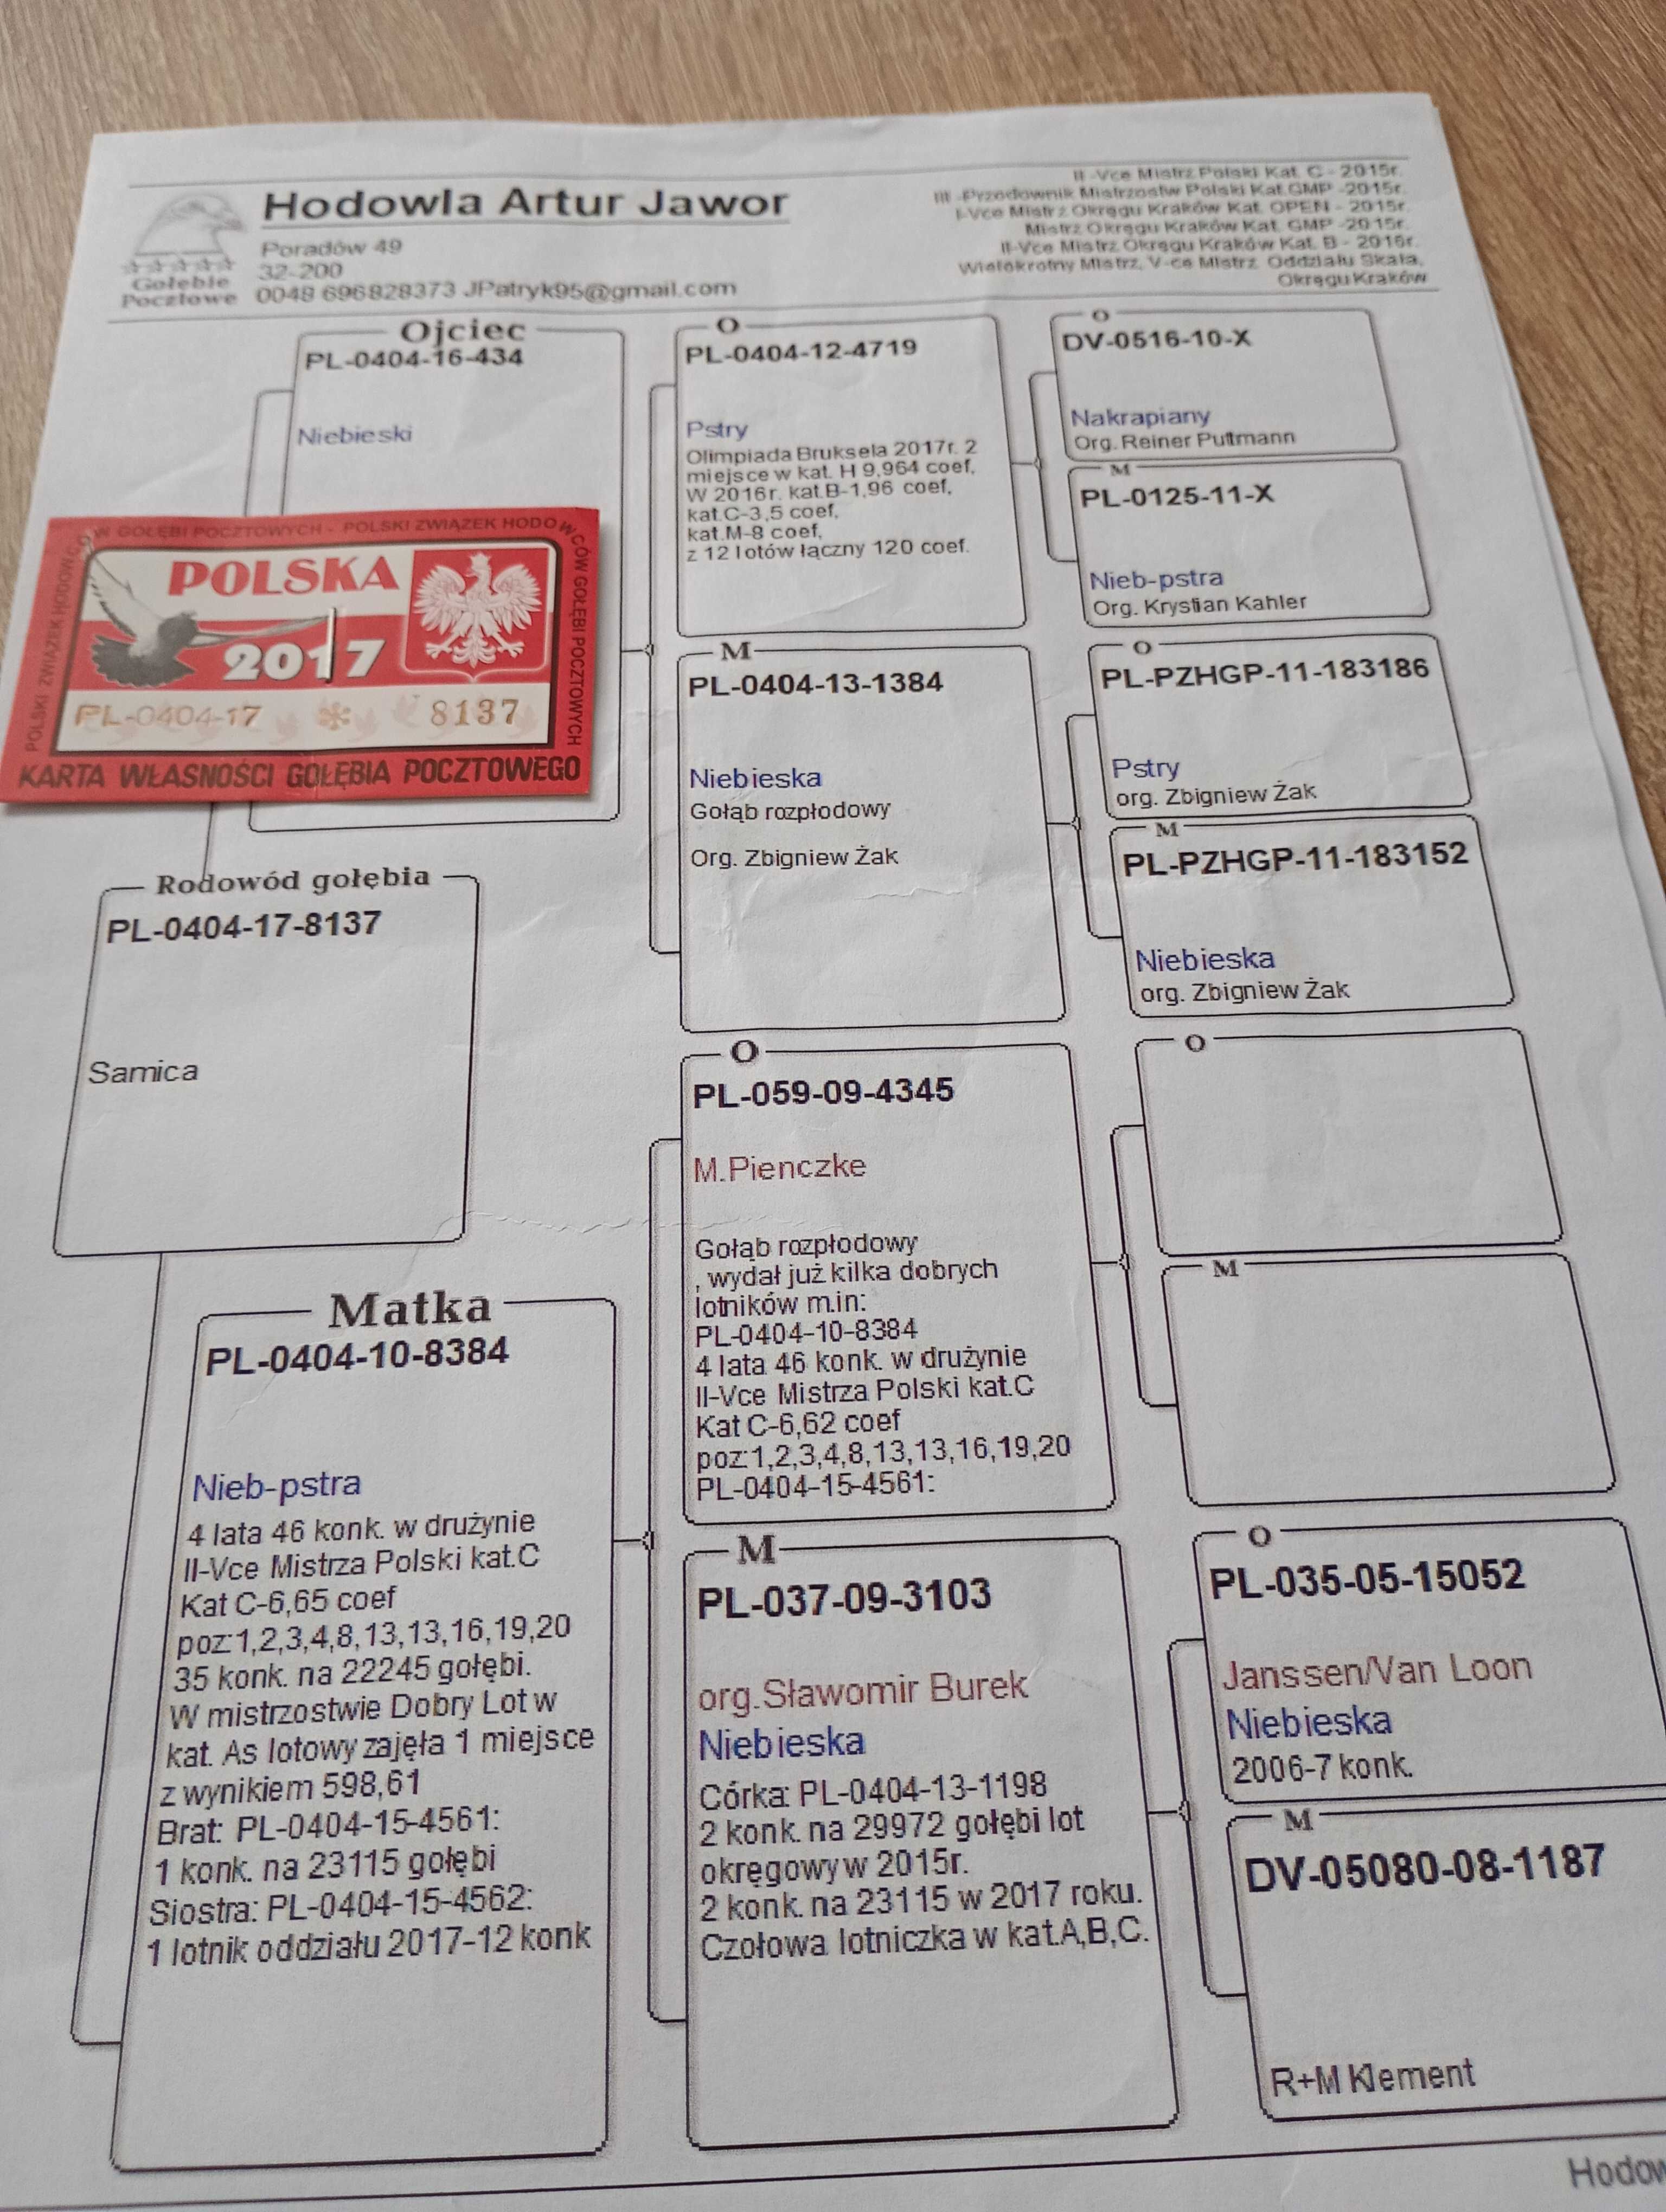 Hodowla Artur Jawor
Poradów 49
32-200
0048 696828373 JPatryk95@gmail.com
Gołębie
Pocztowe
II -Vce Mistrz Polski Kat. C - 2015r.
III -Przodownik Mistrzostw Polski Kat.GMP -2015r.
I-Vce Mistrz Okręgu Kraków Kat. OPEN - 2015r.
Mistrz Okręgu Kraków Kat. GMP -2015r.
II-Vce Mistrz Okręgu Kraków Kat. B - 2016r.
Wielokrotny Mistrz, V-ce Mistrz Oddziału Skała,
Okręgu Kraków
Ojciec
PL-0404-16-434
Niebieski
POLSKI ZWIĄZEK HODOWCÓW GOŁĘBI POCZTOWYCH - POLSKI ZWIĄZEK HODOWCÓW GOŁĘBI POCZTOWYCH
POLSKA
2017
PL-0404-17 8137
KARTA WŁASNOŚCI GOŁĘBIA POCZTOWEGO
Rodowód gołębia
PL-0404-17-8137
Samica
Matka
PL-0404-10-8384
Nieb-pstra
4 lata 46 konk. w drużynie
II-Vce Mistrza Polski kat.C
Kat C-6,65 coef
poz:1,2,3,4,8,13,13,16,19,20
35 konk. na 22245 gołębi.
W mistrzostwie Dobry Lot w
kat. As lotowy zajęła 1 miejsce
z wynikiem 598,61
Brat: PL-0404-15-4561:
1 konk. na 23115 gołębi
Siostra: PL-0404-15-4562:
1 lotnik oddziału 2017-12 konk
O
PL-0404-12-4719
Pstry
Olimpiada Bruksela 2017r. 2
miejsce w kat. H 9,964 coef,
W 2016r. kat.B-1,96 coef,
kat.C-3,5 coef,
kat.M-8 coef,
z 12 lotów łączny 120 coef.
M
PL-0404-13-1384
Niebieska
Gołąb rozpłodowy
Org. Zbigniew Żak
O
PL-059-09-4345
M.Pienczke
Gołąb rozpłodowy
, wydał już kilka dobrych
lotników m.in:
PL-0404-10-8384
4 lata 46 konk. w drużynie
II-Vce Mistrza Polski kat.C
Kat C-6,62 coef
poz:1,2,3,4,8,13,13,16,19,20
PL-0404-15-4561:
M
PL-037-09-3103
org.Sławomir Burek
Niebieska
Córka: PL-0404-13-1198
2 konk. na 29972 gołębi lot
okręgowy w 2015r.
2 konk. na 23115 w 2017 roku.
Czołowa lotniczka w kat.A,B,C.
O
DV-0516-10-X
Nakrapiany
Org. Reiner Puttmann
M
PL-0125-11-X
Nieb-pstra
Org. Krystian Kahler
O
PL-PZHGP-11-183186
Pstry
org. Zbigniew Żak
M
PL-PZHGP-11-183152
Niebieska
org. Zbigniew Żak
O
M
O
PL-035-05-15052
Janssen/Van Loon
Niebieska
2006-7 konk.
M
DV-05080-08-1187
R+M Klement
Hodow